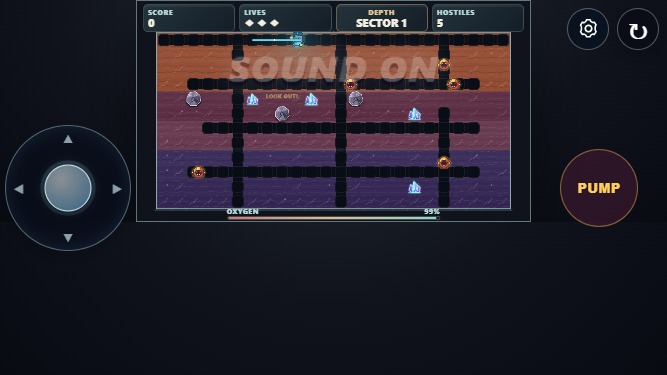 SCORE
0
LIVES
DEPTH
SECTOR 1
HOSTILES
5
SOUND ON
LOOK OUT!
PUMP
OXYGEN
99%